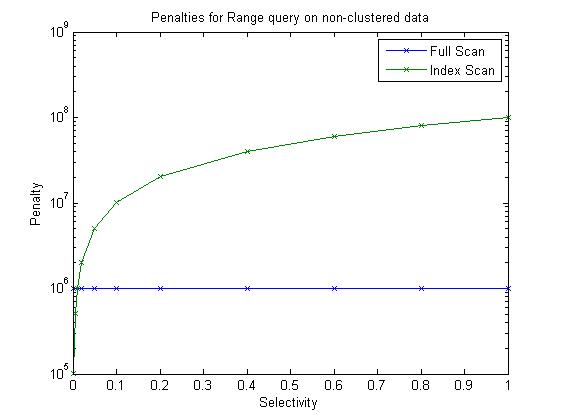 Penalties for Range query on non-clustered data
10^9
10^8
10^7
10^6
10^5
Penalty
Full Scan
Index Scan
0 0.1 0.2 0.3 0.4 0.5 0.6 0.7 0.8 0.9 1
Selectivity